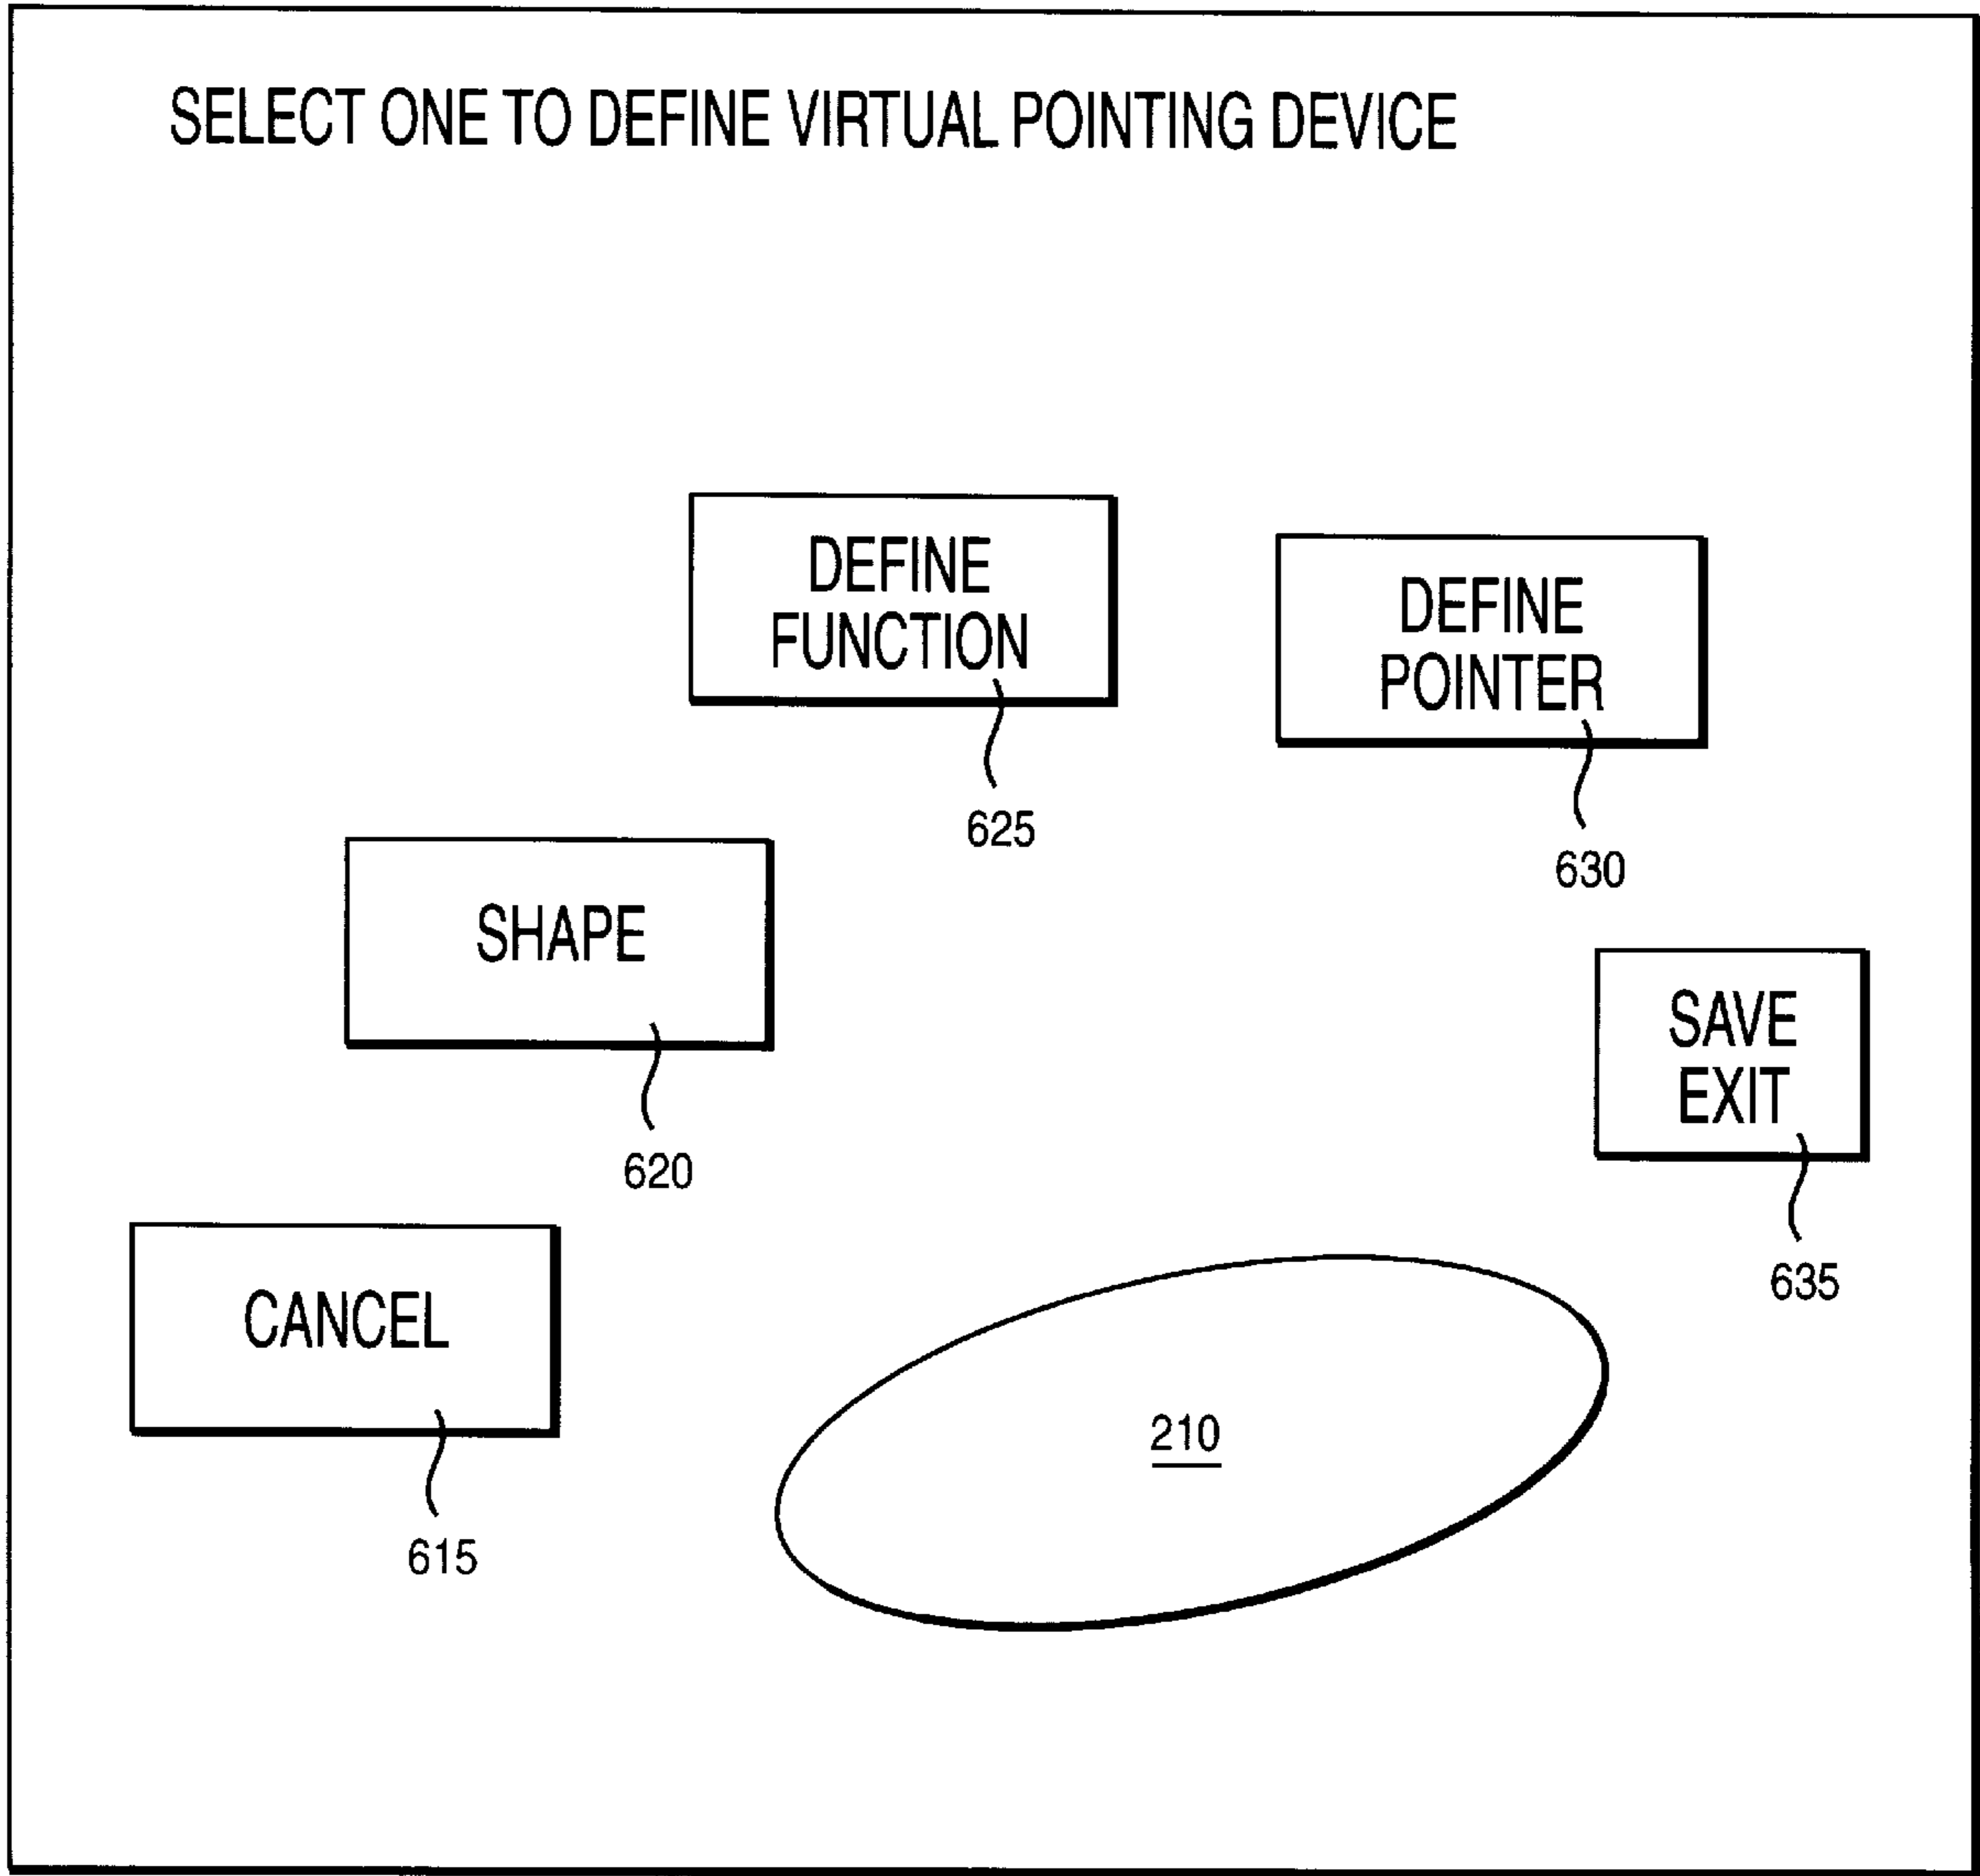 SELECT ONE TO DEFINE VIRTUAL POINTING DEVICE
DEFINE
FUNCTION
625
DEFINE
POINTER
630
SHAPE
620
SAVE
EXIT
635
CANCEL
615
210